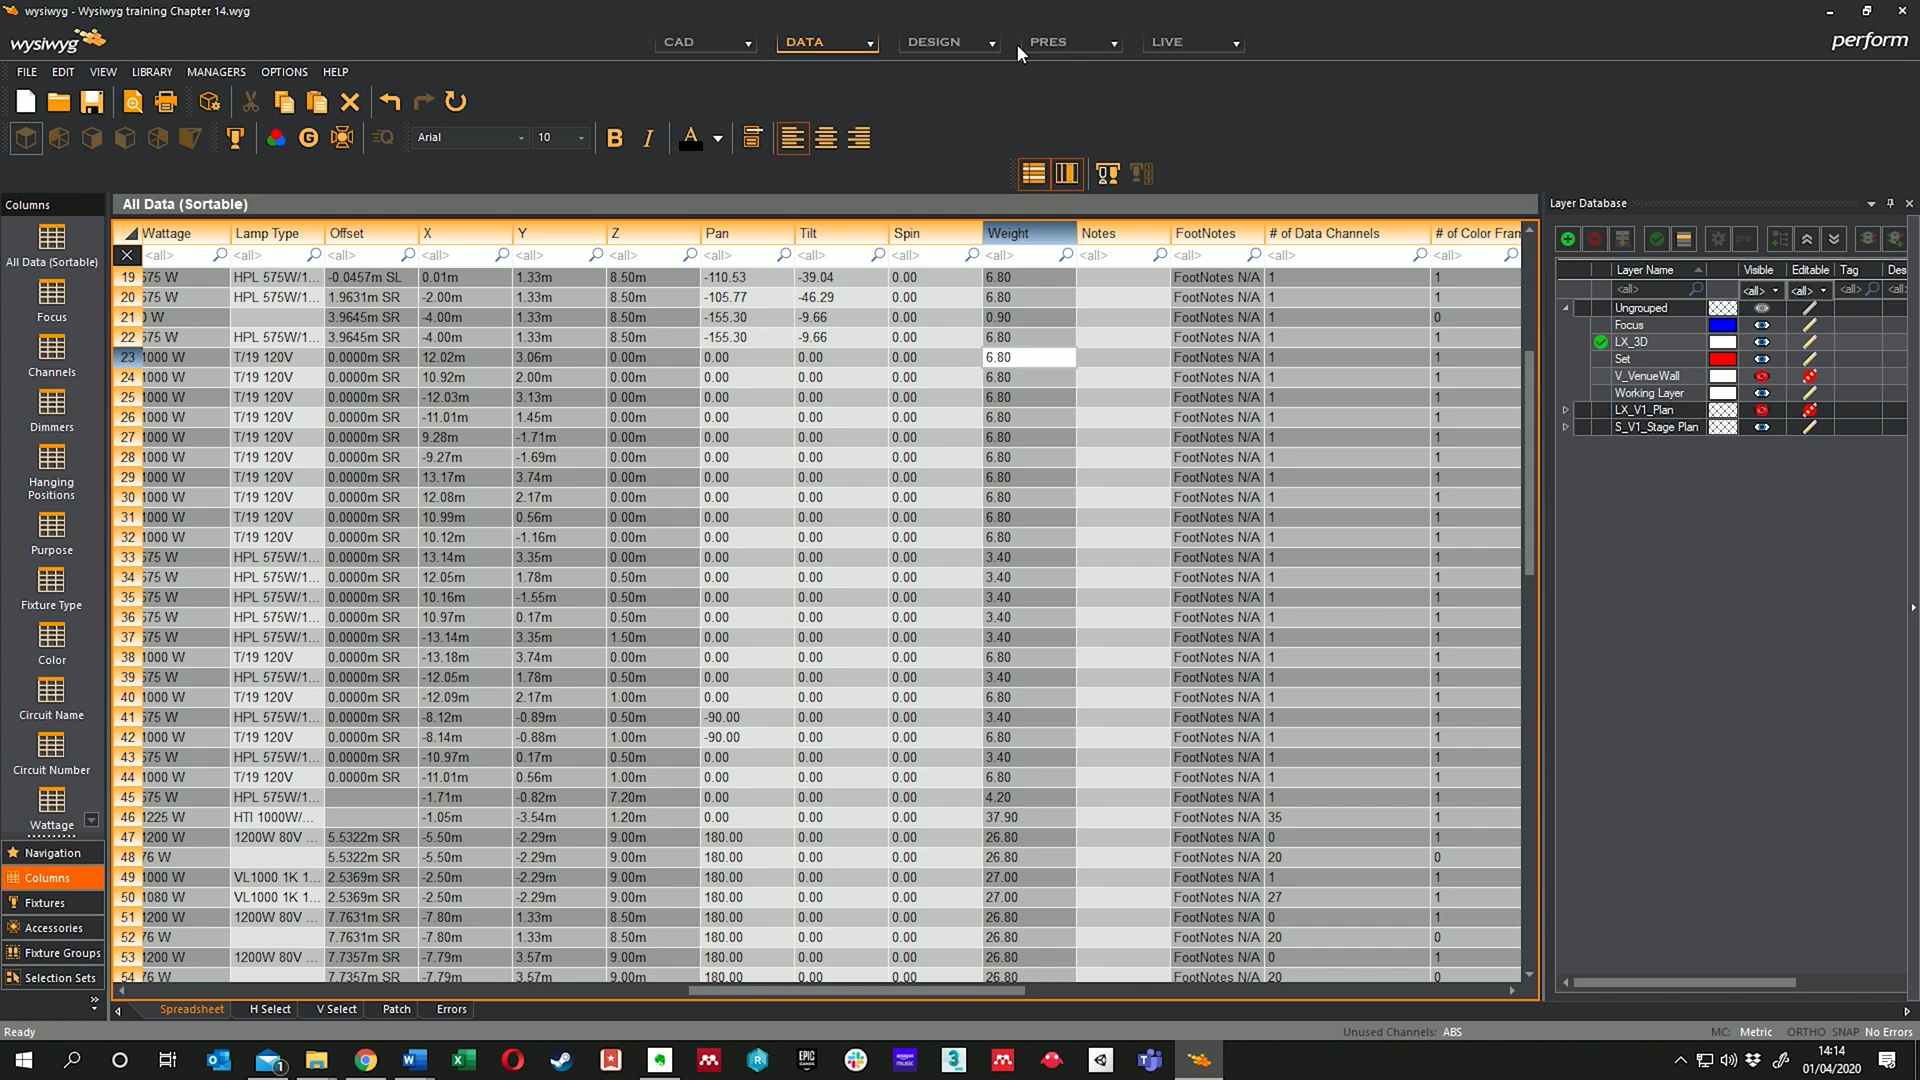 wysiwyg - Wysiwyg training Chapter 14.wyg
wysiwyg CAD DATA DESIGN PRES LIVE perform
FILE EDIT VIEW LIBRARY MANAGERS OPTIONS HELP
Arial 10 B I A
Columns All Data (Sortable) Layer Database
Wattage Lamp Type Offset X Y Z Pan Tilt Spin Weight Notes FootNotes # of Data Channels # of Color Fran
<all> <all> <all> <all> <all> <all> <all> <all> <all> <all> <all> <all> <all> <all>
19 575 W HPL 575W/1... -0.0457m SL 0.01m 1.33m 8.50m -110.53 -39.04 0.00 6.80 FootNotes N/A 1 1
20 575 W HPL 575W/1... 1.9631m SR -2.00m 1.33m 8.50m -105.77 -46.29 0.00 6.80 FootNotes N/A 1 1
21 0 W 3.9645m SR -4.00m 1.33m 8.50m -155.30 -9.66 0.00 0.90 FootNotes N/A 1 0
22 575 W HPL 575W/1... 3.9645m SR -4.00m 1.33m 8.50m -155.30 -9.66 0.00 6.80 FootNotes N/A 1 1
23 1000 W T/19 120V 0.0000m SR 12.02m 3.06m 0.00m 0.00 0.00 0.00 6.80 FootNotes N/A 1 1
24 1000 W T/19 120V 0.0000m SR 10.92m 2.00m 0.00m 0.00 0.00 0.00 6.80 FootNotes N/A 1 1
25 1000 W T/19 120V 0.0000m SR -12.03m 3.13m 0.00m 0.00 0.00 0.00 6.80 FootNotes N/A 1 1
26 1000 W T/19 120V 0.0000m SR -11.01m 1.45m 0.00m 0.00 0.00 0.00 6.80 FootNotes N/A 1 1
27 1000 W T/19 120V 0.0000m SR 9.28m -1.71m 0.00m 0.00 0.00 0.00 6.80 FootNotes N/A 1 1
28 1000 W T/19 120V 0.0000m SR -9.27m -1.69m 0.00m 0.00 0.00 0.00 6.80 FootNotes N/A 1 1
29 1000 W T/19 120V 0.0000m SR 13.17m 3.74m 0.00m 0.00 0.00 0.00 6.80 FootNotes N/A 1 1
30 1000 W T/19 120V 0.0000m SR 12.08m 2.17m 0.00m 0.00 0.00 0.00 6.80 FootNotes N/A 1 1
31 1000 W T/19 120V 0.0000m SR 10.99m 0.56m 0.00m 0.00 0.00 0.00 6.80 FootNotes N/A 1 1
32 1000 W T/19 120V 0.0000m SR 10.12m -1.16m 0.00m 0.00 0.00 0.00 6.80 FootNotes N/A 1 1
33 575 W HPL 575W/1... 0.0000m SR 13.14m 3.35m 0.00m 0.00 0.00 0.00 3.40 FootNotes N/A 1 1
34 575 W HPL 575W/1... 0.0000m SR 12.05m 1.78m 0.50m 0.00 0.00 0.00 3.40 FootNotes N/A 1 1
35 575 W HPL 575W/1... 0.0000m SR 10.16m -1.55m 0.50m 0.00 0.00 0.00 3.40 FootNotes N/A 1 1
36 575 W HPL 575W/1... 0.0000m SR 10.97m 0.17m 0.50m 0.00 0.00 0.00 3.40 FootNotes N/A 1 1
37 575 W HPL 575W/1... 0.0000m SR -13.14m 3.35m 1.50m 0.00 0.00 0.00 3.40 FootNotes N/A 1 1
38 1000 W T/19 120V 0.0000m SR -13.18m 3.74m 0.00m 0.00 0.00 0.00 6.80 FootNotes N/A 1 1
39 575 W HPL 575W/1... 0.0000m SR -12.05m 1.78m 0.50m 0.00 0.00 0.00 3.40 FootNotes N/A 1 1
40 1000 W T/19 120V 0.0000m SR -12.09m 2.17m 1.00m 0.00 0.00 0.00 6.80 FootNotes N/A 1 1
41 575 W HPL 575W/1... 0.0000m SR -8.12m -0.89m 0.50m -90.00 0.00 0.00 3.40 FootNotes N/A 1 1
42 1000 W T/19 120V 0.0000m SR -8.14m -0.88m 1.00m -90.00 0.00 0.00 6.80 FootNotes N/A 1 1
43 575 W HPL 575W/1... 0.0000m SR -10.97m 0.17m 0.50m 0.00 0.00 0.00 3.40 FootNotes N/A 1 1
44 1000 W T/19 120V 0.0000m SR -11.01m 0.56m 1.00m 0.00 0.00 0.00 6.80 FootNotes N/A 1 1
45 575 W HPL 575W/1... -1.71m -0.82m 7.20m 0.00 0.00 0.00 4.20 FootNotes N/A 1 1
46 1225 W HTI 1000W/... -1.05m -3.54m 1.20m 0.00 0.00 0.00 37.90 FootNotes N/A 35 1
47 1200 W 1200W 80V ... 5.5322m SR -5.50m -2.29m 9.00m 180.00 0.00 0.00 26.80 FootNotes N/A 0 1
48 76 W 5.5322m SR -5.50m -2.29m 9.00m 180.00 0.00 0.00 26.80 FootNotes N/A 20 0
49 1000 W VL1000 1K 1... 2.5369m SR -2.50m -2.29m 9.00m 180.00 0.00 0.00 27.00 FootNotes N/A 1 1
50 1080 W VL1000 1K 1... 2.5369m SR -2.50m -2.29m 9.00m 180.00 0.00 0.00 27.00 FootNotes N/A 27 1
51 1200 W 1200W 80V ... 7.7631m SR -7.80m 1.33m 8.50m 180.00 0.00 0.00 26.80 FootNotes N/A 0 1
52 76 W 7.7631m SR -7.80m 1.33m 8.50m 180.00 0.00 0.00 26.80 FootNotes N/A 20 0
53 1200 W 1200W 80V ... 7.7357m SR -7.79m 3.57m 9.00m 180.00 0.00 0.00 26.80 FootNotes N/A 0 1
54 76 W 7.7357m SR -7.79m 3.57m 9.00m 180.00 0.00 0.00 26.80 FootNotes N/A 20 0
All Data (Sortable)
Focus
Channels
Dimmers
Hanging
Positions
Purpose
Fixture Type
Color
Circuit Name
Circuit Number
Wattage
Navigation
Columns
Fixtures
Accessories
Fixture Groups
Selection Sets
Layer Name Visible Editable Tag Des
<all> <all> <all> <all> <all
Ungrouped
Focus
LX_3D
Set
V_VenueWall
Working Layer
LX_V1_Plan
S_V1_Stage Plan
Spreadsheet H Select V Select Patch Errors
Ready Unused Channels: ABS MC: Metric ORTHO SNAP No Errors
14:14
01/04/2020